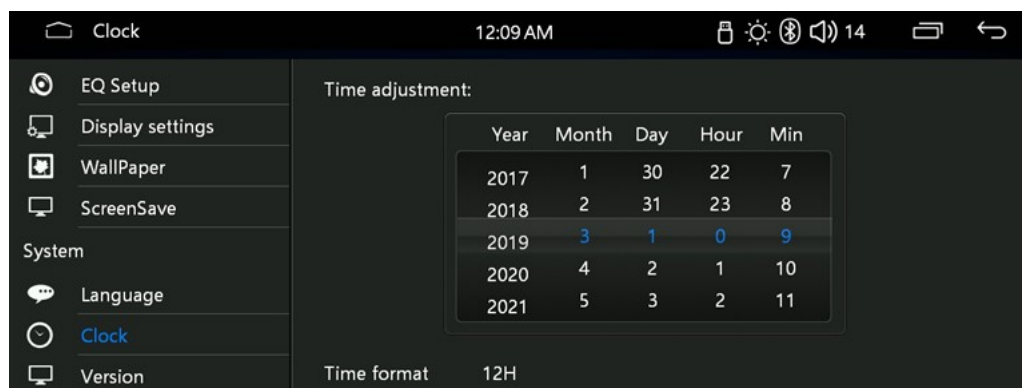 Clock 12:09 AM 14
EQ Setup
Display settings
WallPaper
ScreenSave
System
Language
Clock
Version
Time adjustment:
Year Month Day Hour Min
2017 1 30 22 7
2018 2 31 23 8
2019 3 1 0 9
2020 4 2 1 10
2021 5 3 2 11
Time format 12H